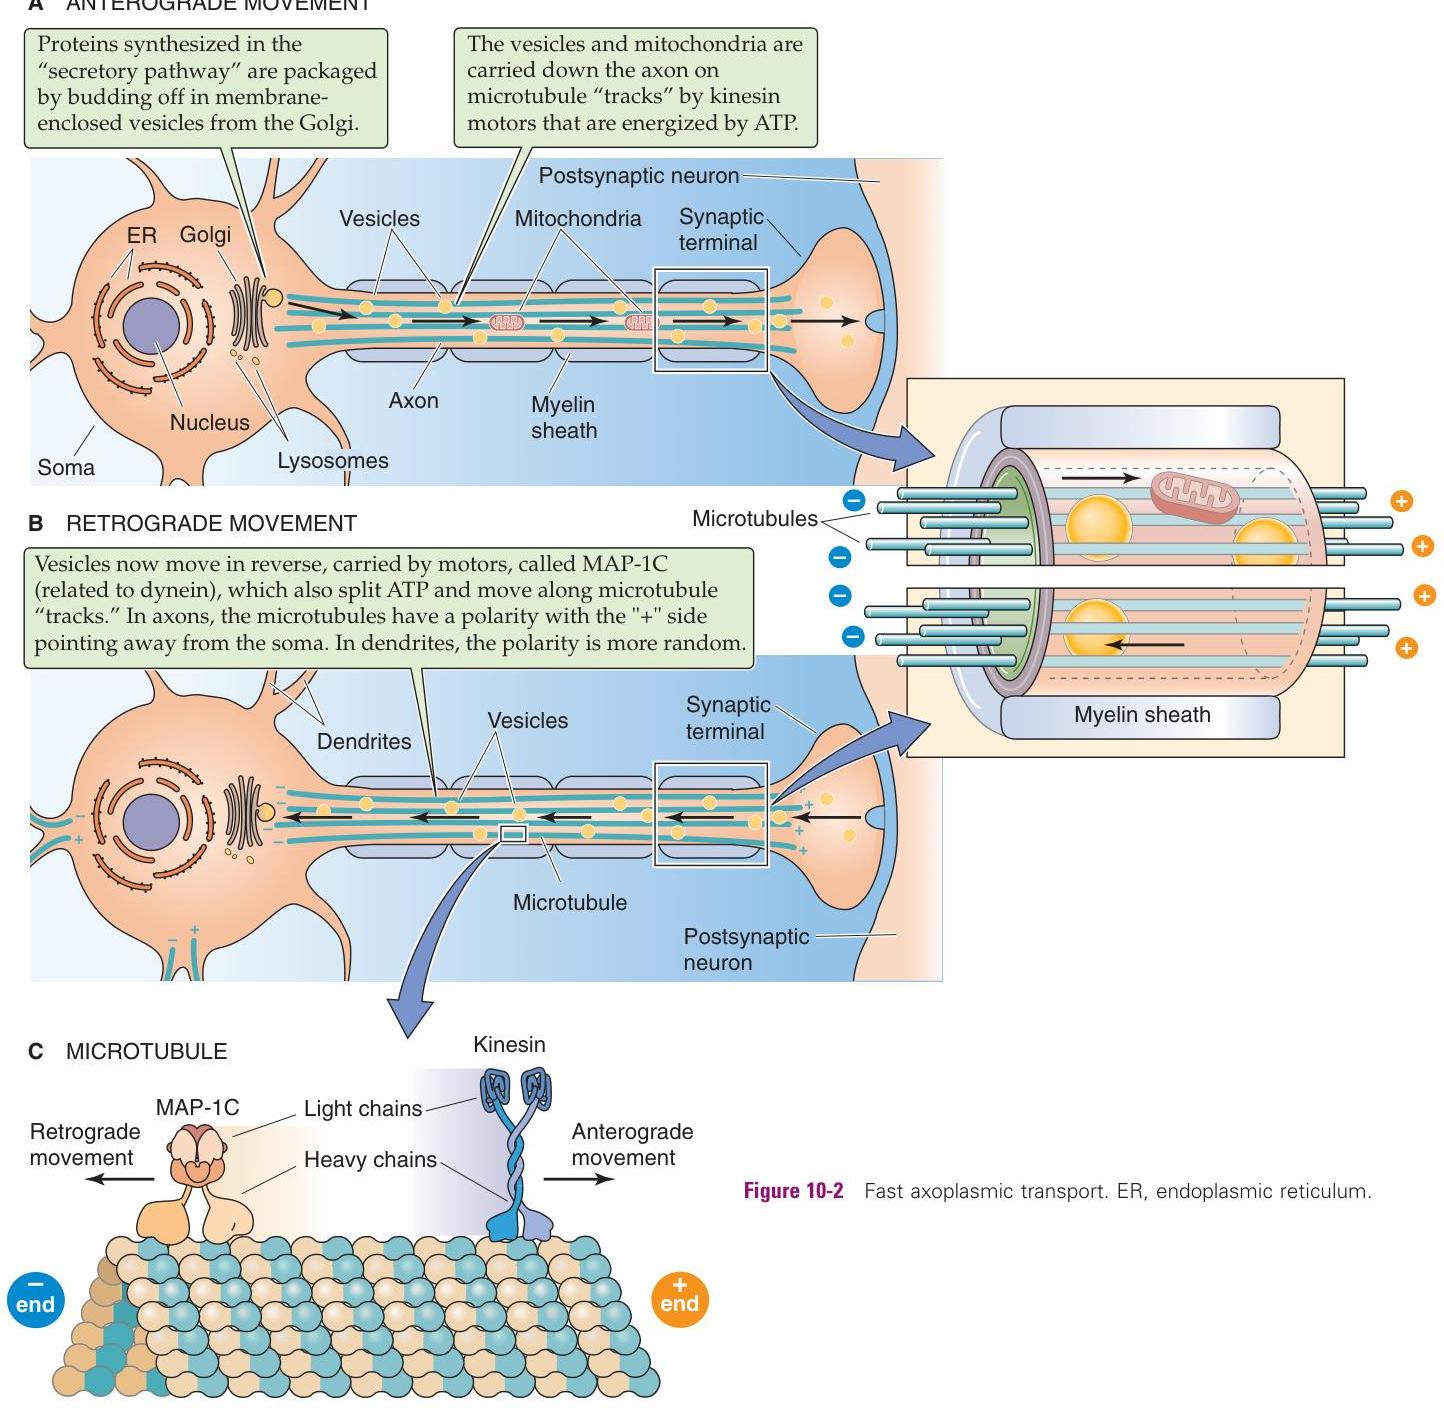 A ANTEROGRADE MOVEMENT
Proteins synthesized in the
“secretory pathway” are packaged
by budding off in membrane-
enclosed vesicles from the Golgi.
The vesicles and mitochondria are
carried down the axon on
microtubule “tracks” by kinesin
motors that are energized by ATP.
Postsynaptic neuron
Vesicles
Mitochondria
Synaptic
terminal
ER
Golgi
Axon
Myelin
sheath
Nucleus
Lysosomes
Soma
B RETROGRADE MOVEMENT
Microtubules
−
−
−
−
+
+
+
+
Vesicles now move in reverse, carried by motors, called MAP-1C
(related to dynein), which also split ATP and move along microtubule
“tracks.” In axons, the microtubules have a polarity with the "+" side
pointing away from the soma. In dendrites, the polarity is more random.
Myelin sheath
Dendrites
Vesicles
Synaptic
terminal
−
−
−
−
+
+
+
+
−
+
−
+
Microtubule
Postsynaptic
neuron
C MICROTUBULE
Kinesin
MAP-1C
Light chains
Retrograde
movement
Heavy chains
Anterograde
movement
− end
+ end
Figure 10-2 Fast axoplasmic transport. ER, endoplasmic reticulum.